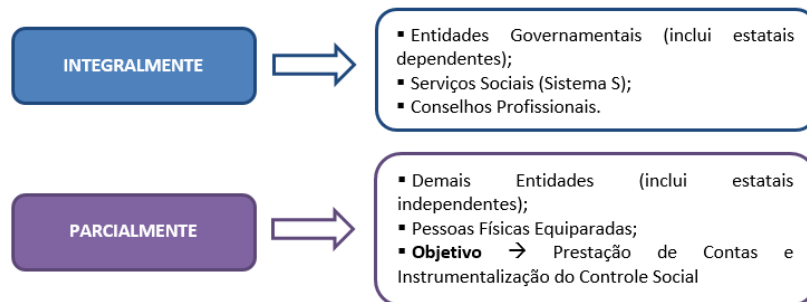 INTEGRALMENTE
▪ Entidades Governamentais (inclui estatais
dependentes);
▪ Serviços Sociais (Sistema S);
▪ Conselhos Profissionais.
PARCIALMENTE
▪ Demais Entidades (inclui estatais
independentes);
▪ Pessoas Físicas Equiparadas;
▪ Objetivo → Prestação de Contas e
Instrumentalização do Controle Social